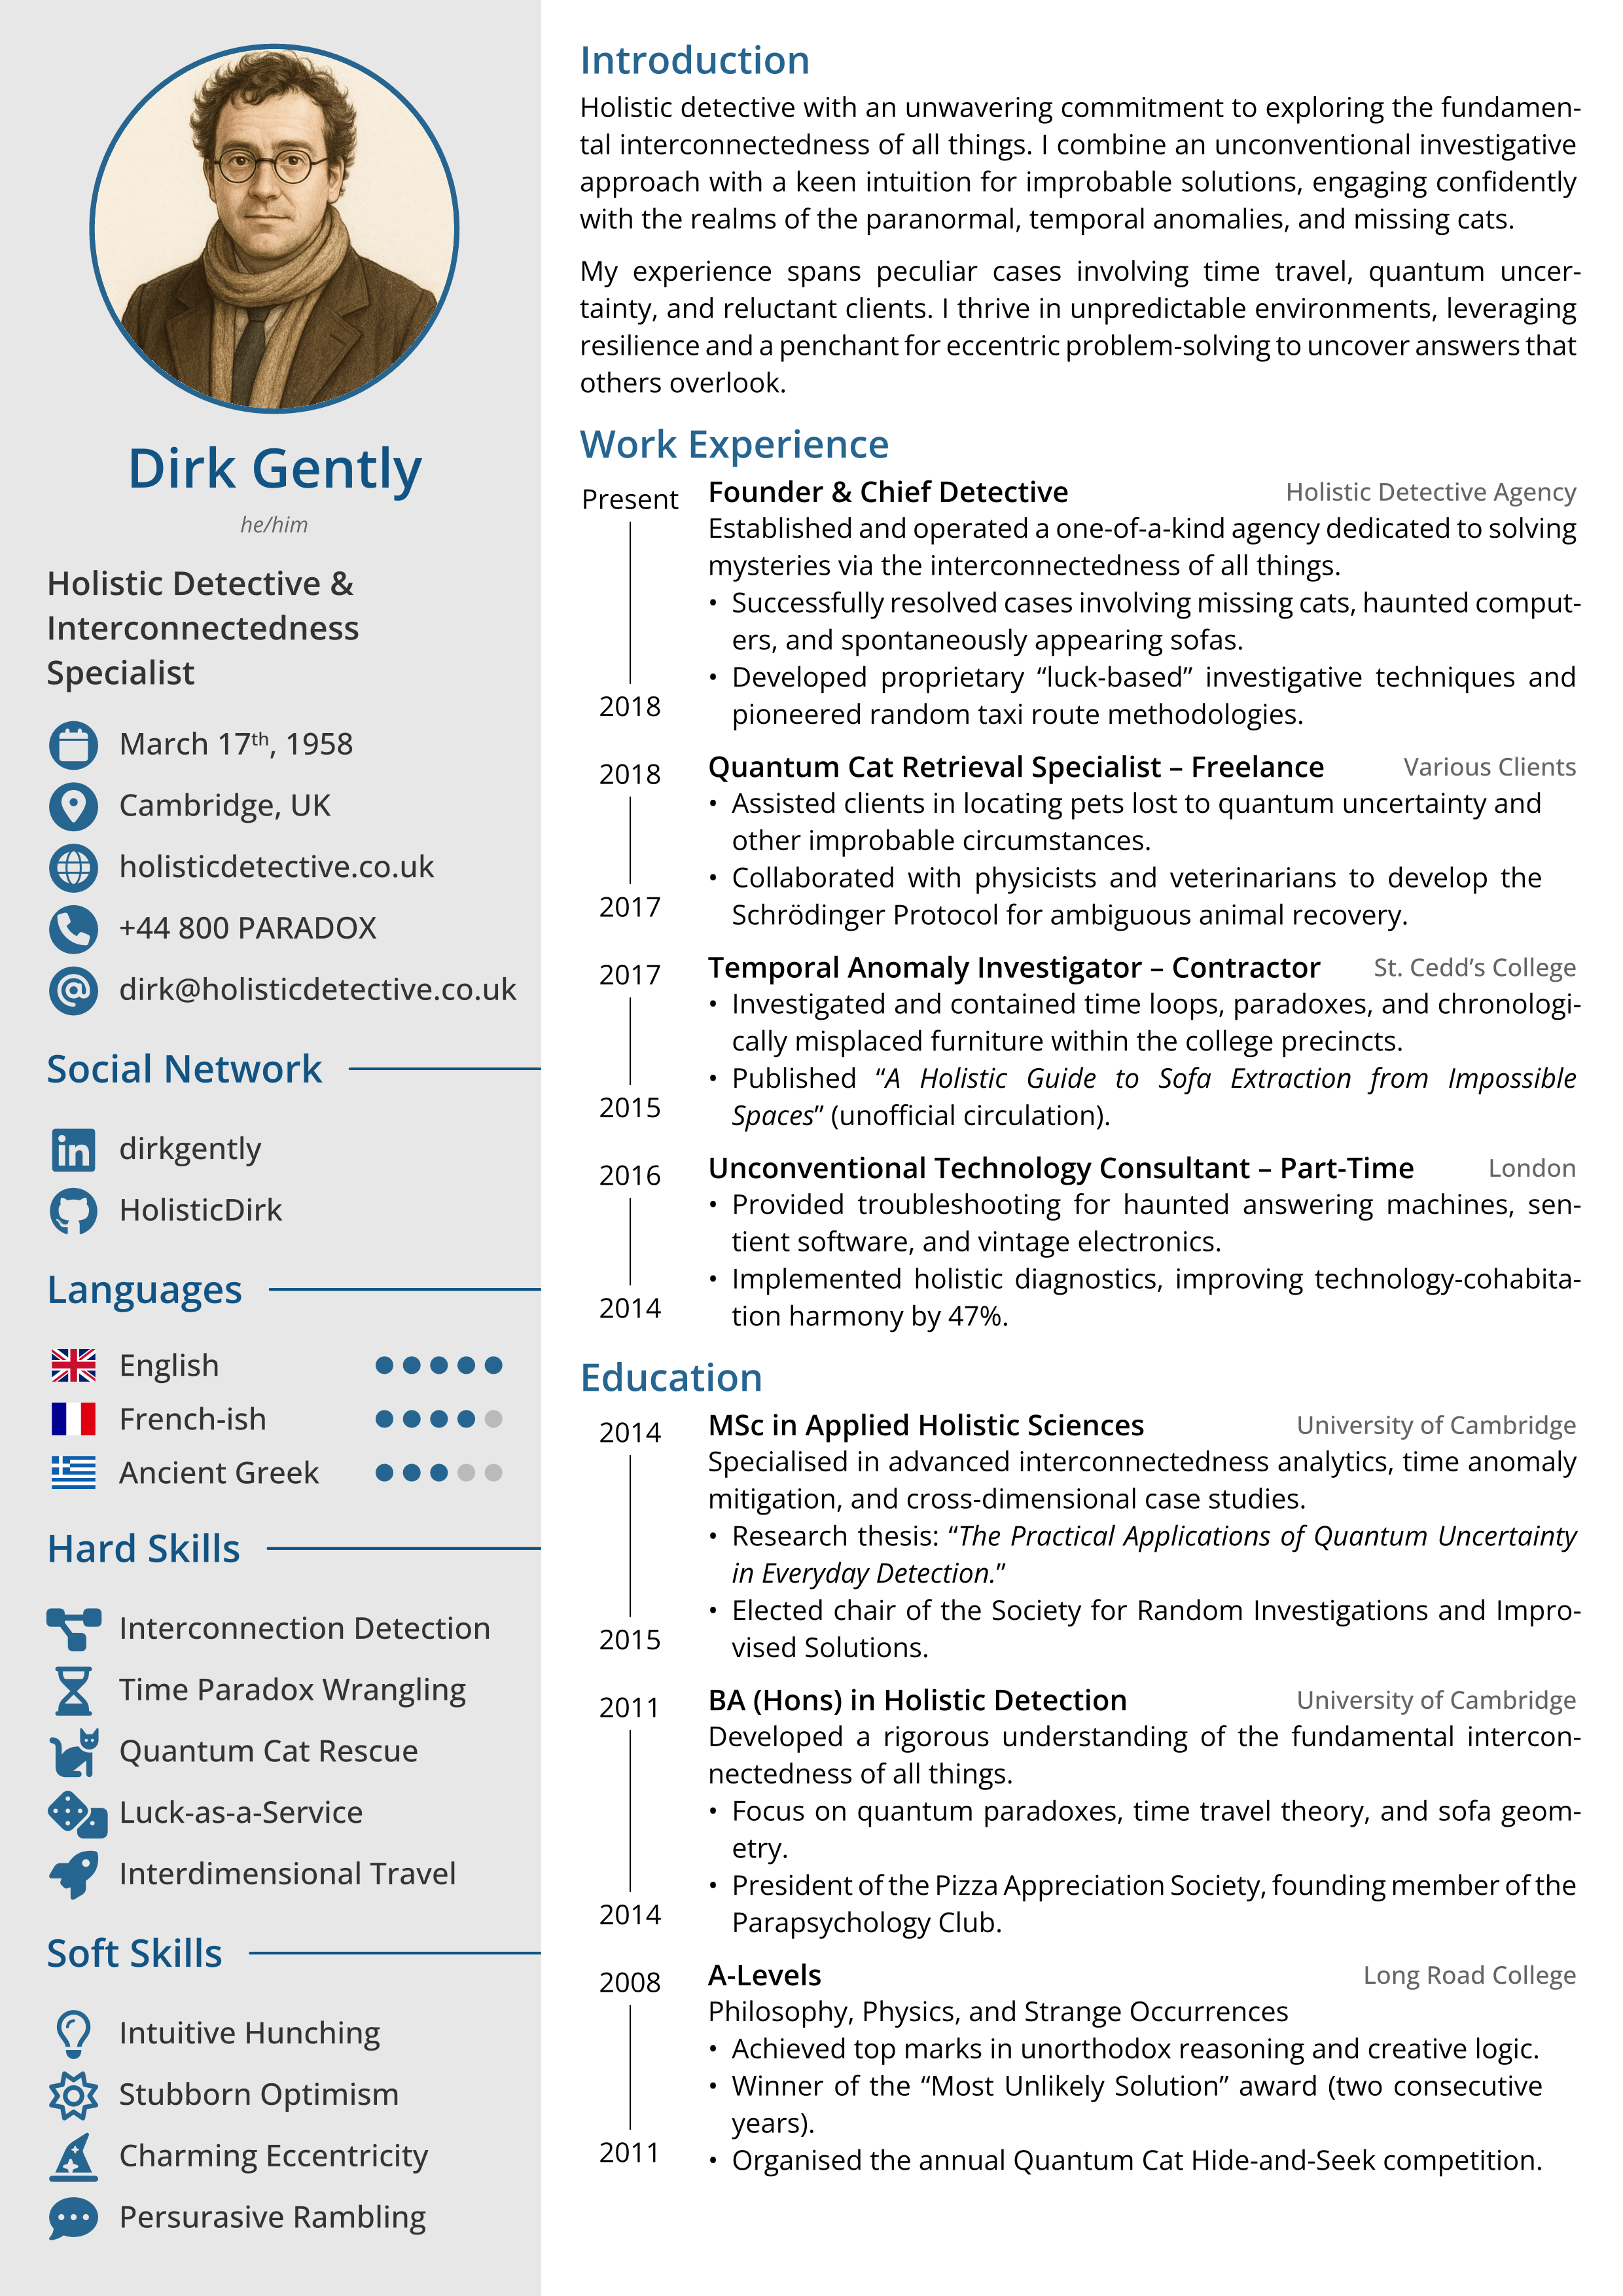 Dirk Gently
he/him
Holistic Detective &
Interconnectedness
Specialist
March 17th, 1958
Cambridge, UK
holisticdetective.co.uk
+44 800 PARADOX
dirk@holisticdetective.co.uk
Social Network
dirkgently
HolisticDirk
Languages
English
French-ish
Ancient Greek
Hard Skills
Interconnection Detection
Time Paradox Wrangling
Quantum Cat Rescue
Luck-as-a-Service
Interdimensional Travel
Soft Skills
Intuitive Hunching
Stubborn Optimism
Charming Eccentricity
Persurasive Rambling
Introduction
Holistic detective with an unwavering commitment to exploring the fundamen-
tal interconnectedness of all things. I combine an unconventional investigative
approach with a keen intuition for improbable solutions, engaging confidently
with the realms of the paranormal, temporal anomalies, and missing cats.
My experience spans peculiar cases involving time travel, quantum uncer-
tainty, and reluctant clients. I thrive in unpredictable environments, leveraging
resilience and a penchant for eccentric problem-solving to uncover answers that
others overlook.
Work Experience
Present
2018
Founder & Chief Detective Holistic Detective Agency
Established and operated a one-of-a-kind agency dedicated to solving
mysteries via the interconnectedness of all things.
• Successfully resolved cases involving missing cats, haunted comput-
ers, and spontaneously appearing sofas.
• Developed proprietary “luck-based” investigative techniques and
pioneered random taxi route methodologies.
2018
2017
Quantum Cat Retrieval Specialist – Freelance Various Clients
• Assisted clients in locating pets lost to quantum uncertainty and
other improbable circumstances.
• Collaborated with physicists and veterinarians to develop the
Schrödinger Protocol for ambiguous animal recovery.
2017
2015
Temporal Anomaly Investigator – Contractor St. Cedd’s College
• Investigated and contained time loops, paradoxes, and chronologi-
cally misplaced furniture within the college precincts.
• Published “A Holistic Guide to Sofa Extraction from Impossible
Spaces” (unofficial circulation).
2016
2014
Unconventional Technology Consultant – Part-Time London
• Provided troubleshooting for haunted answering machines, sen-
tient software, and vintage electronics.
• Implemented holistic diagnostics, improving technology-cohabita-
tion harmony by 47%.
Education
2014
2015
MSc in Applied Holistic Sciences University of Cambridge
Specialised in advanced interconnectedness analytics, time anomaly
mitigation, and cross-dimensional case studies.
• Research thesis: “The Practical Applications of Quantum Uncertainty
in Everyday Detection.”
• Elected chair of the Society for Random Investigations and Impro-
vised Solutions.
2011
2014
BA (Hons) in Holistic Detection University of Cambridge
Developed a rigorous understanding of the fundamental intercon-
nectedness of all things.
• Focus on quantum paradoxes, time travel theory, and sofa geom-
etry.
• President of the Pizza Appreciation Society, founding member of the
Parapsychology Club.
2008
2011
A-Levels Long Road College
Philosophy, Physics, and Strange Occurrences
• Achieved top marks in unorthodox reasoning and creative logic.
• Winner of the “Most Unlikely Solution” award (two consecutive
years).
• Organised the annual Quantum Cat Hide-and-Seek competition.